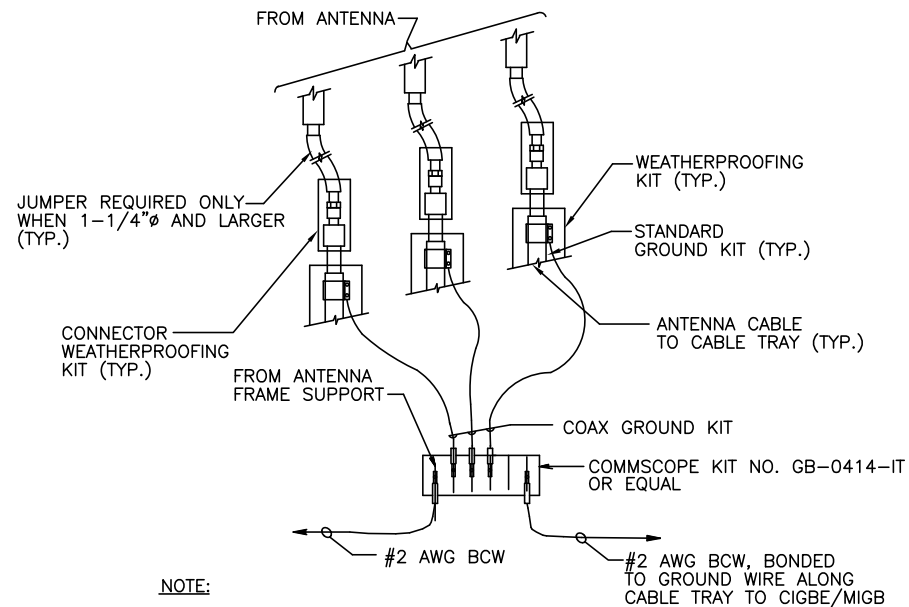 FROM ANTENNA
WEATHERPROOFING
KIT (TYP.)
JUMPER REQUIRED ONLY
WHEN 1-1/4"ø AND LARGER
(TYP.)
STANDARD
GROUND KIT (TYP.)
ANTENNA CABLE
TO CABLE TRAY (TYP.)
CONNECTOR
WEATHERPROOFING
KIT (TYP.)
FROM ANTENNA
FRAME SUPPORT
COAX GROUND KIT
COMMSCOPE KIT NO. GB-0414-IT
OR EQUAL
#2 AWG BCW
#2 AWG BCW, BONDED
TO GROUND WIRE ALONG
CABLE TRAY TO CIGBE/MIGB
NOTE: